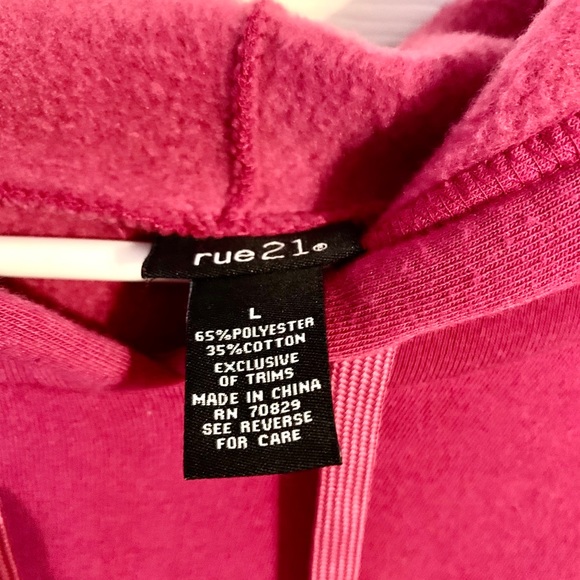 rue21®
L
65%POLYESTER
35%COTTON
EXCLUSIVE
OF TRIMS
MADE IN CHINA
RN 70829
SEE REVERSE
FOR CARE